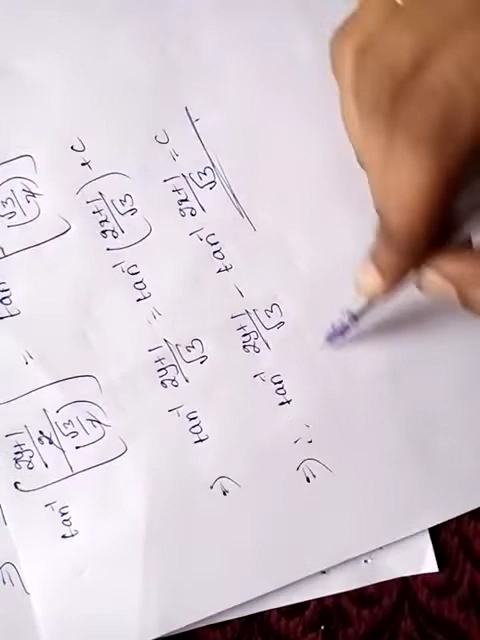 ⇒ tan⁻¹ [ (2y+1)/2 / (√3/2) ] = tan⁻¹ [ √3/2 ]
⇒ tan⁻¹ (2y+1)/√3 = tan⁻¹ ((2x+1)/√3) + c
⇒ ∴ tan⁻¹ (2y+1)/√3 − tan⁻¹ (2x+1)/√3 = c